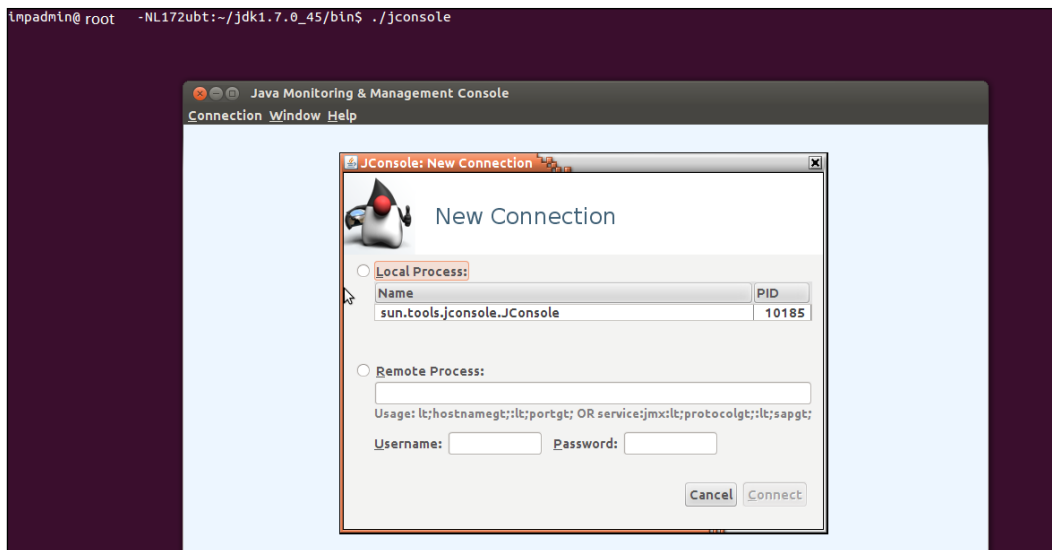 impadmin@ root -NL172ubt:~/jdk1.7.0_45/bin$ ./jconsole
Java Monitoring & Management Console
Connection Window Help
JConsole: New Connection
New Connection
Local Process:
Name PID
sun.tools.jconsole.JConsole 10185
Remote Process:
Usage: lt;hostnamegt;:lt;portgt; OR service:jmx:lt;protocolgt;:lt;sapgt;
Username: Password:
Cancel Connect